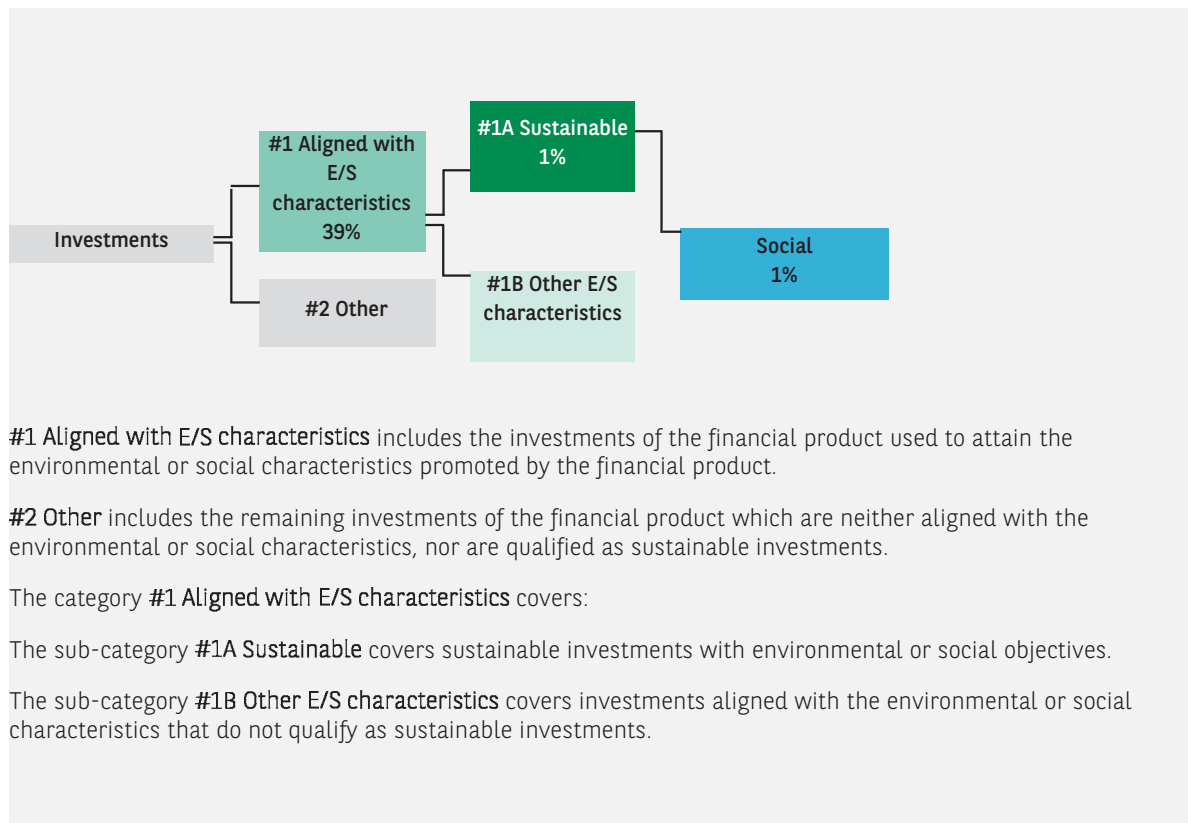 #1A Sustainable
1%
#1 Aligned with
E/S
characteristics
39%
Investments
Social
1%
#1B Other E/S
characteristics
#2 Other
#1 Aligned with E/S characteristics includes the investments of the financial product used to attain the
environmental or social characteristics promoted by the financial product.
#2 Other includes the remaining investments of the financial product which are neither aligned with the
environmental or social characteristics, nor are qualified as sustainable investments.
The category #1 Aligned with E/S characteristics covers:
The sub-category #1A Sustainable covers sustainable investments with environmental or social objectives.
The sub-category #1B Other E/S characteristics covers investments aligned with the environmental or social
characteristics that do not qualify as sustainable investments.